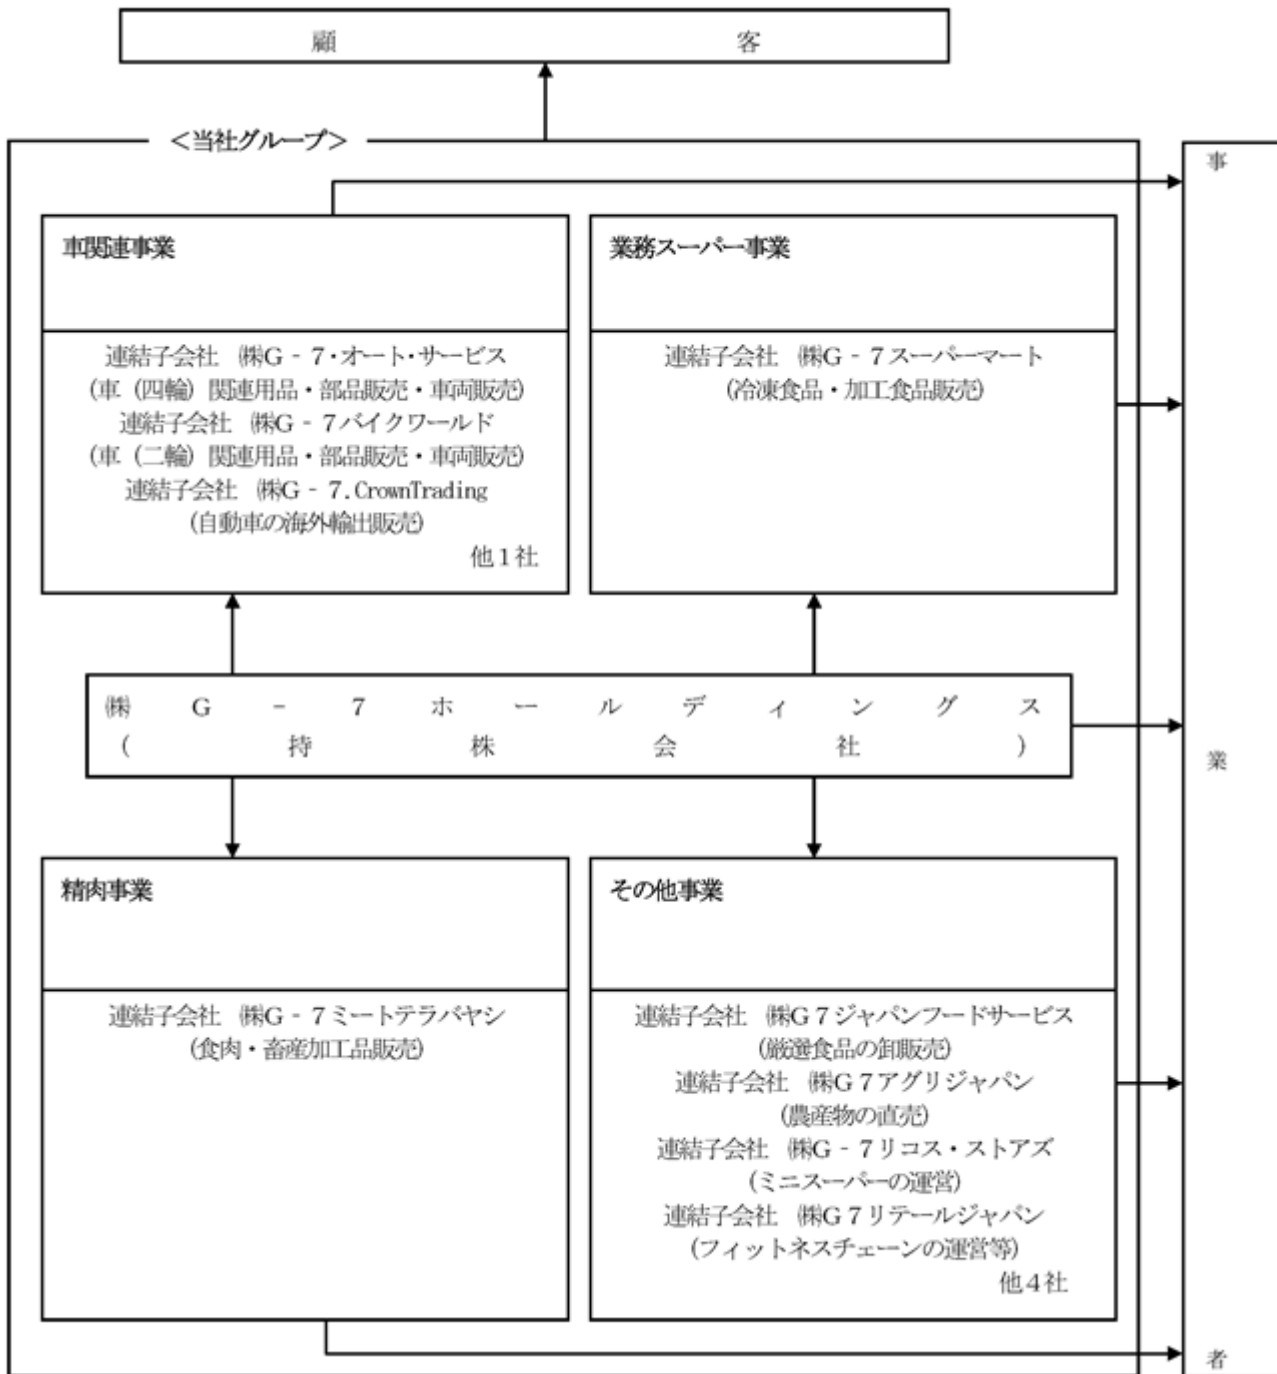 顧客
＜当社グループ＞
車関連事業
連結子会社　㈱G‐7・オート・サービス
(車（四輪）関連用品・部品販売・車両販売)
連結子会社　㈱G‐7バイクワールド
(車（二輪）関連用品・部品販売・車両販売)
連結子会社　㈱G‐7.CrownTrading
(自動車の海外輸出販売)
他1社
業務スーパー事業
連結子会社　㈱G‐7スーパーマート
(冷凍食品・加工食品販売)
㈱G－7ホールディングス
(持株会社)
精肉事業
連結子会社　㈱G‐7ミートテラバヤシ
(食肉・畜産加工品販売)
その他事業
連結子会社　㈱G7ジャパンフードサービス
(厳選食品の卸販売)
連結子会社　㈱G7アグリジャパン
(農産物の直売)
連結子会社　㈱G‐7リコス・ストアズ
(ミニスーパーの運営)
連結子会社　㈱G7リテールジャパン
(フィットネスチェーンの運営等)
他4社
事業者